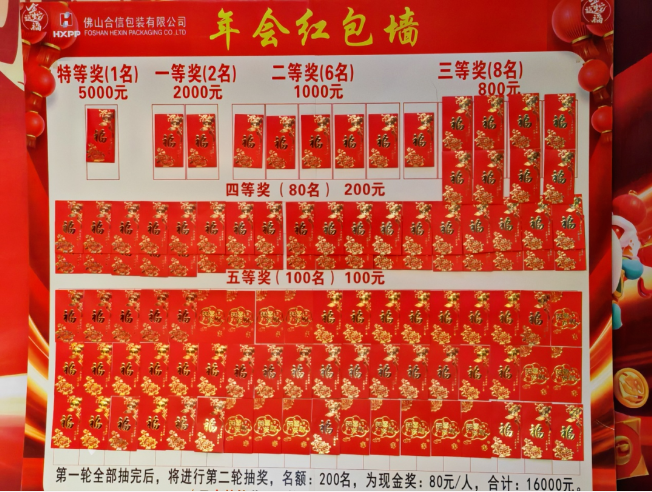 HXPP
佛山合信包装有限公司
FOSHAN HEXIN PACKAGING CO.,LTD
年会红包墙
特等奖(1名)
5000元
一等奖(2名)
2000元
二等奖(6名)
1000元
三等奖(8名)
800元
四等奖(80名) 200元
五等奖(100名) 100元
第一轮全部抽完后，将进行第二轮抽奖，名额：200名，为现金奖：80元/人，合计：16000元。